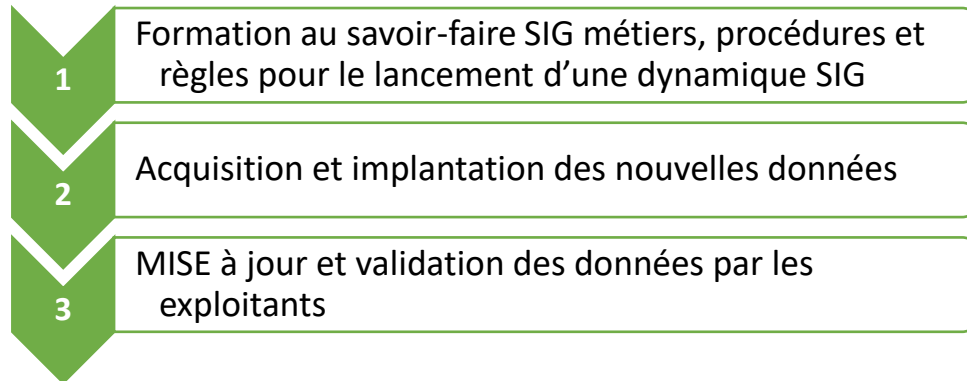 1
Formation au savoir-faire SIG métiers, procédures et
règles pour le lancement d’une dynamique SIG
2
Acquisition et implantation des nouvelles données
3
MISE à jour et validation des données par les
exploitants